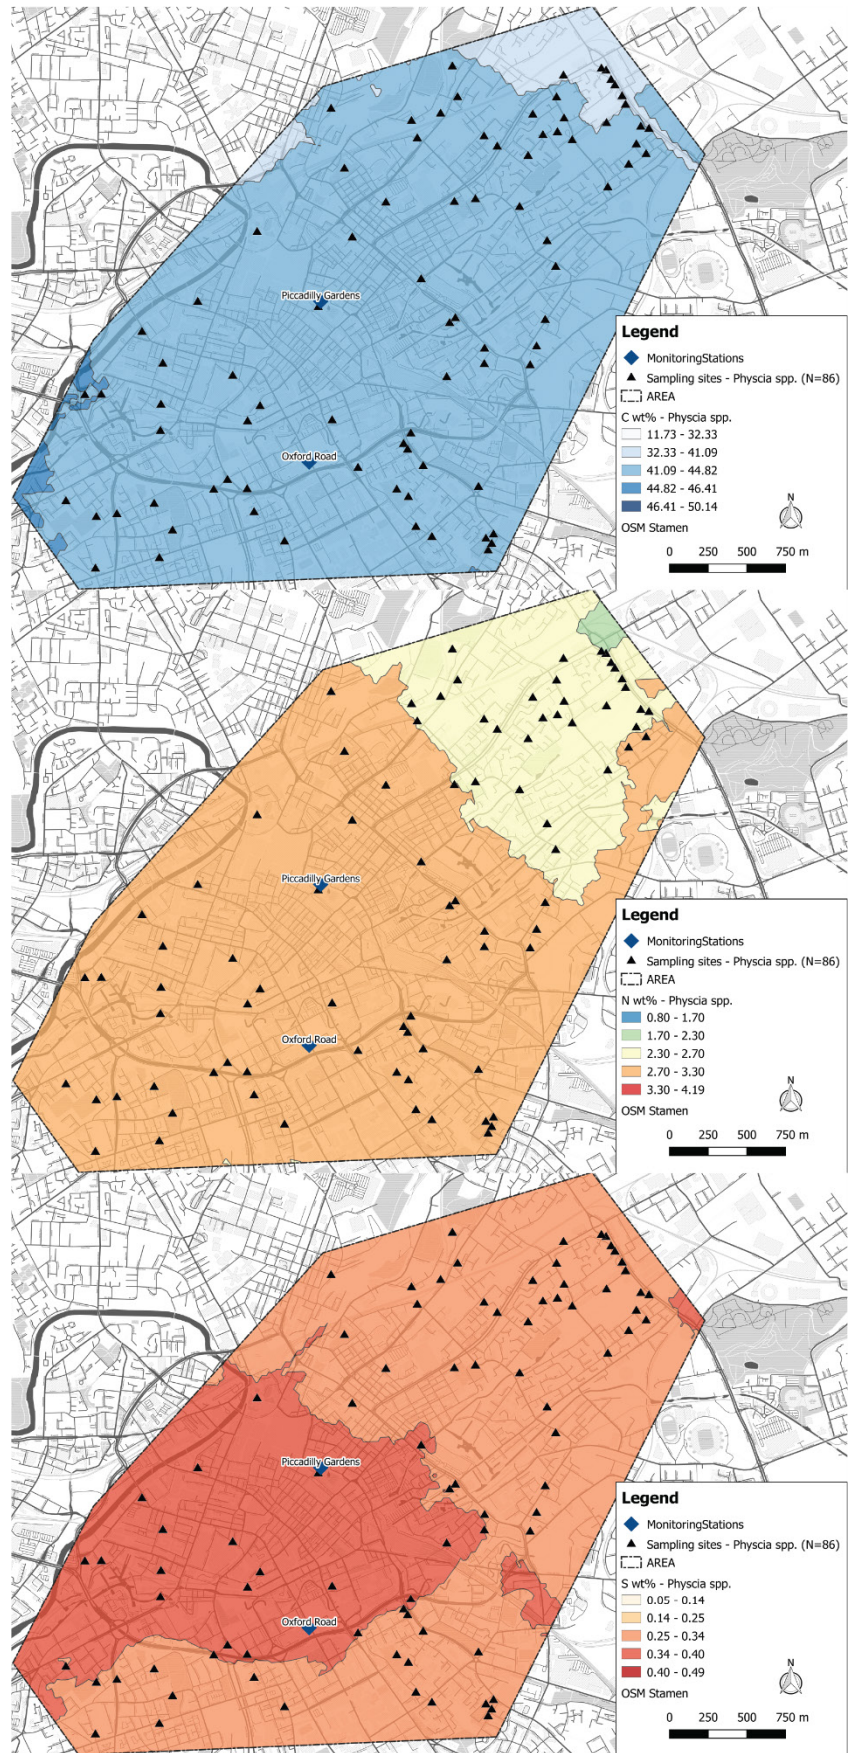 Piccadilly Gardens
Oxford Road
Legend
MonitoringStations
Sampling sites - Physcia spp. (N=86)
AREA
C wt% - Physcia spp.
11.73 - 32.33
32.33 - 41.09
41.09 - 44.82
44.82 - 46.41
46.41 - 50.14
OSM Stamen
N
0 250 500 750 m
Piccadilly Gardens
Oxford Road
Legend
MonitoringStations
Sampling sites - Physcia spp. (N=86)
AREA
N wt% - Physcia spp.
0.80 - 1.70
1.70 - 2.30
2.30 - 2.70
2.70 - 3.30
3.30 - 4.19
OSM Stamen
N
0 250 500 750 m
Piccadilly Gardens
Oxford Road
Legend
MonitoringStations
Sampling sites - Physcia spp. (N=86)
AREA
S wt% - Physcia spp.
0.05 - 0.14
0.14 - 0.25
0.25 - 0.34
0.34 - 0.40
0.40 - 0.49
OSM Stamen
N
0 250 500 750 m